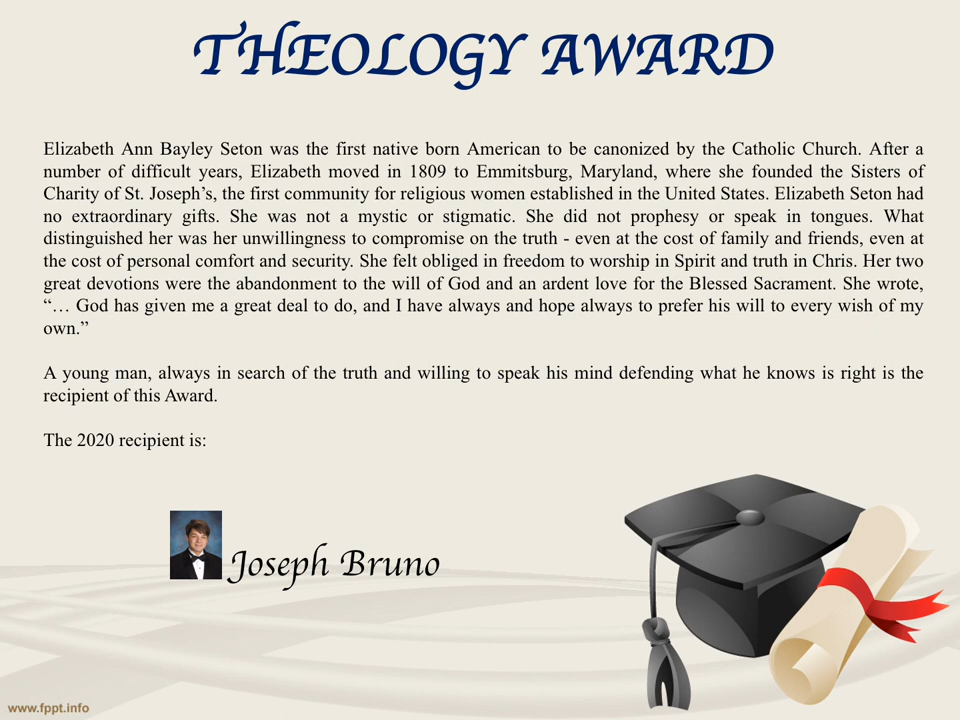 THEOLOGY AWARD
Elizabeth Ann Bayley Seton was the first native born American to be canonized by the Catholic Church. After a
number of difficult years, Elizabeth moved in 1809 to Emmitsburg, Maryland, where she founded the Sisters of
Charity of St. Joseph’s, the first community for religious women established in the United States. Elizabeth Seton had
no extraordinary gifts. She was not a mystic or stigmatic. She did not prophesy or speak in tongues. What
distinguished her was her unwillingness to compromise on the truth - even at the cost of family and friends, even at
the cost of personal comfort and security. She felt obliged in freedom to worship in Spirit and truth in Chris. Her two
great devotions were the abandonment to the will of God and an ardent love for the Blessed Sacrament. She wrote,
“… God has given me a great deal to do, and I have always and hope always to prefer his will to every wish of my
own.”
A young man, always in search of the truth and willing to speak his mind defending what he knows is right is the
recipient of this Award.
The 2020 recipient is:
Joseph Bruno
www.fppt.info